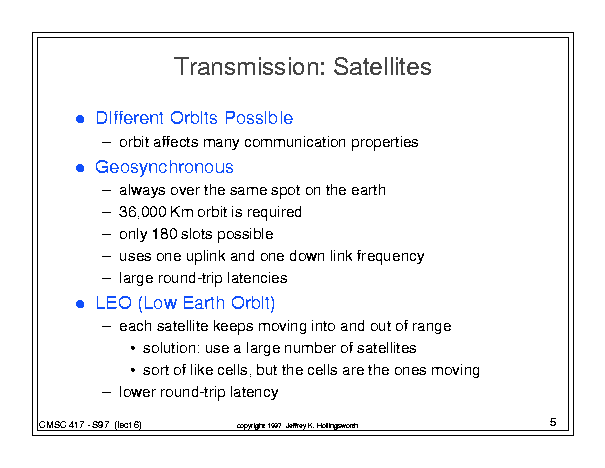 Transmission: Satellites
● Different Orbits Possible
– orbit affects many communication properties
● Geosynchronous
– always over the same spot on the earth
– 36,000 Km orbit is required
– only 180 slots possible
– uses one uplink and one down link frequency
– large round-trip latencies
● LEO (Low Earth Orbit)
– each satellite keeps moving into and out of range
• solution: use a large number of satellites
• sort of like cells, but the cells are the ones moving
– lower round-trip latency
CMSC 417 - S97 (lect6)
copyright 1997 Jeffrey K. Hollingsworth
5